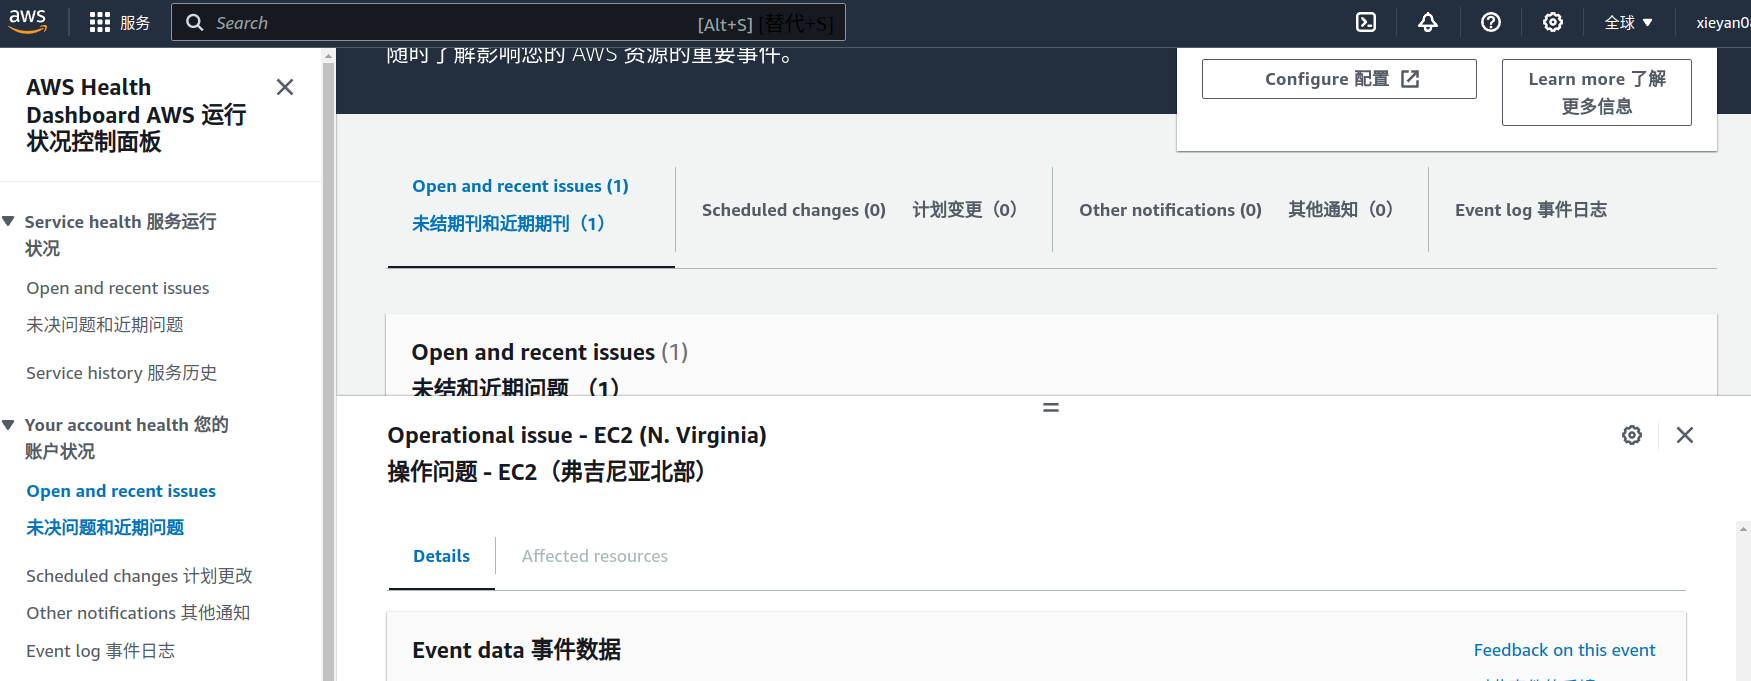 aws
服务
Search
[Alt+S] [替代+S]
全球
xieyan0
AWS Health
Dashboard AWS 运行
状况控制面板
Service health 服务运行
状况
Open and recent issues
未决问题和近期问题
Service history 服务历史
Your account health 您的
账户状况
Open and recent issues
未决问题和近期问题
Scheduled changes 计划更改
Other notifications 其他通知
Event log 事件日志
随时了解影响您的 AWS 资源的重要事件。
Configure 配置
Learn more 了解
更多信息
Open and recent issues (1)
未结期刊和近期期刊（1）
Scheduled changes (0) 计划变更（0）
Other notifications (0) 其他通知（0）
Event log 事件日志
Open and recent issues (1)
未结和近期问题 （1）
Operational issue - EC2 (N. Virginia)
操作问题 - EC2（弗吉尼亚北部）
Details
Affected resources
Event data 事件数据
Feedback on this event